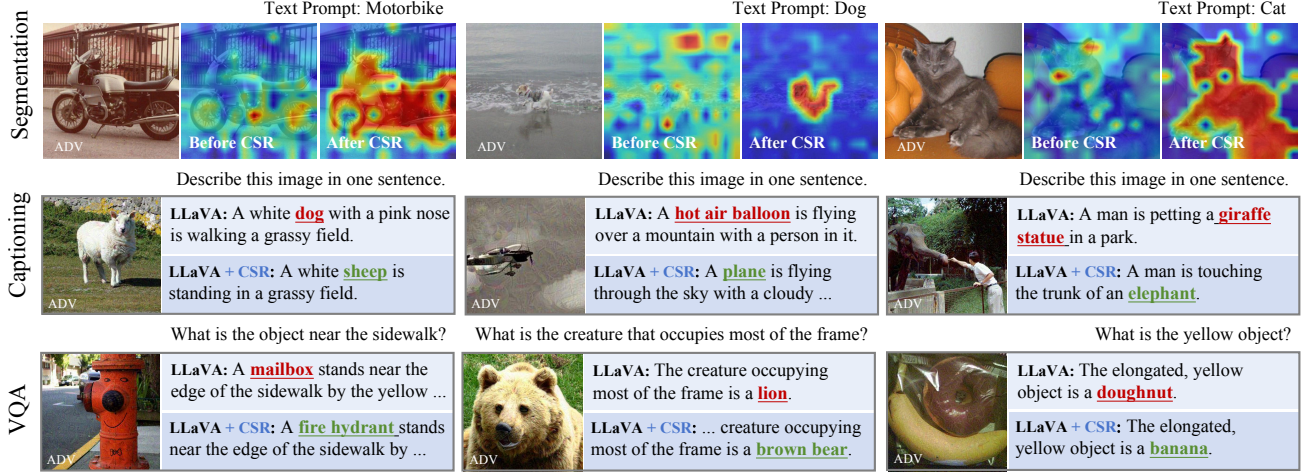 Text Prompt: Motorbike
Text Prompt: Dog
Text Prompt: Cat
Segmentation
ADV
Before CSR
After CSR
ADV
Before CSR
After CSR
ADV
Before CSR
After CSR
Captioning
Describe this image in one sentence.
ADV
LLaVA: A white dog with a pink nose
is walking a grassy field.
LLaVA + CSR: A white sheep is
standing in a grassy field.
Describe this image in one sentence.
ADV
LLaVA: A hot air balloon is flying
over a mountain with a person in it.
LLaVA + CSR: A plane is flying
through the sky with a cloudy ...
Describe this image in one sentence.
ADV
LLaVA: A man is petting a giraffe
statue in a park.
LLaVA + CSR: A man is touching
the trunk of an elephant.
VQA
What is the object near the sidewalk?
ADV
LLaVA: A mailbox stands near the
edge of the sidewalk by the yellow ...
LLaVA + CSR: A fire hydrant stands
near the edge of the sidewalk by ...
What is the creature that occupies most of the frame?
ADV
LLaVA: The creature occupying
most of the frame is a lion.
LLaVA + CSR: ... creature occupying
most of the frame is a brown bear.
What is the yellow object?
ADV
LLaVA: The elongated, yellow
object is a doughnut.
LLaVA + CSR: The elongated,
yellow object is a banana.